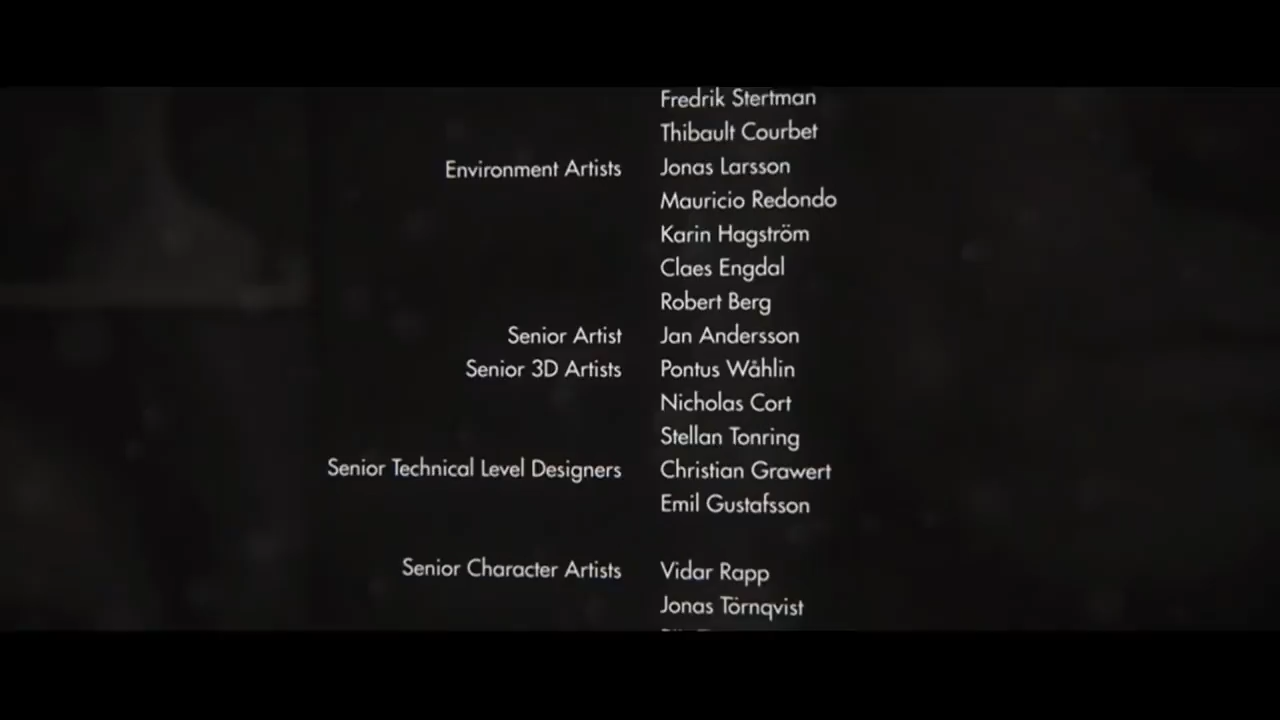 Fredrik Stertman
Thibault Courbet
Environment Artists Jonas Larsson
Mauricio Redondo
Karin Hagström
Claes Engdal
Robert Berg
Senior Artist Jan Andersson
Senior 3D Artists Pontus Wåhlin
Nicholas Cort
Stellan Tonring
Senior Technical Level Designers Christian Grawert
Emil Gustafsson
Senior Character Artists Vidar Rapp
Jonas Törnqvist